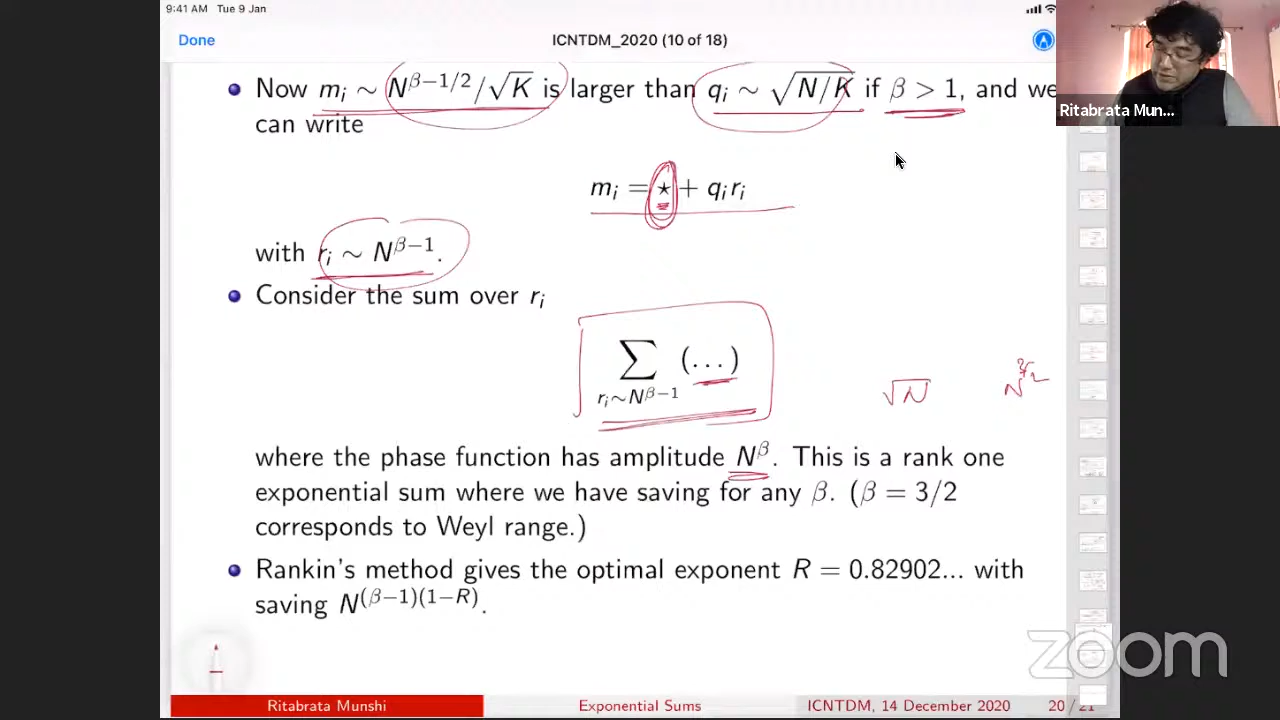 9:41 AM Tue 9 Jan
Done
ICNTDM_2020 (10 of 18)
Now m_i ∼ N^{β−1/2}/√K is larger than q_i ∼ √(N/K) if β > 1, and we
can write
m_i = ⋆ + q_i r_i
with r_i ∼ N^{β−1}.
Consider the sum over r_i
∑_{r_i∼N^{β−1}} (...)
√N N^{3/2}
where the phase function has amplitude N^β. This is a rank one
exponential sum where we have saving for any β. (β = 3/2
corresponds to Weyl range.)
Rankin's method gives the optimal exponent R = 0.82902... with
saving N^{(β−1)(1−R)}.
Ritabrata Mun...
zoom
Ritabrata Munshi
Exponential Sums
ICNTDM, 14 December 2020
20 / 21